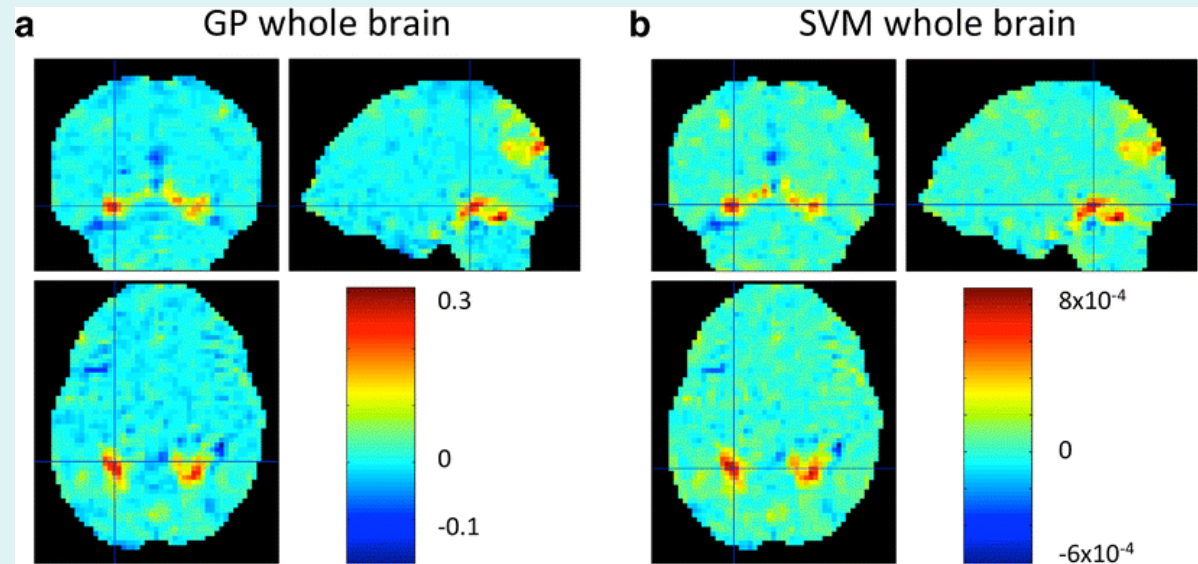 a GP whole brain
0.3
0
-0.1
b SVM whole brain
8x10⁻⁴
0
-6x10⁻⁴